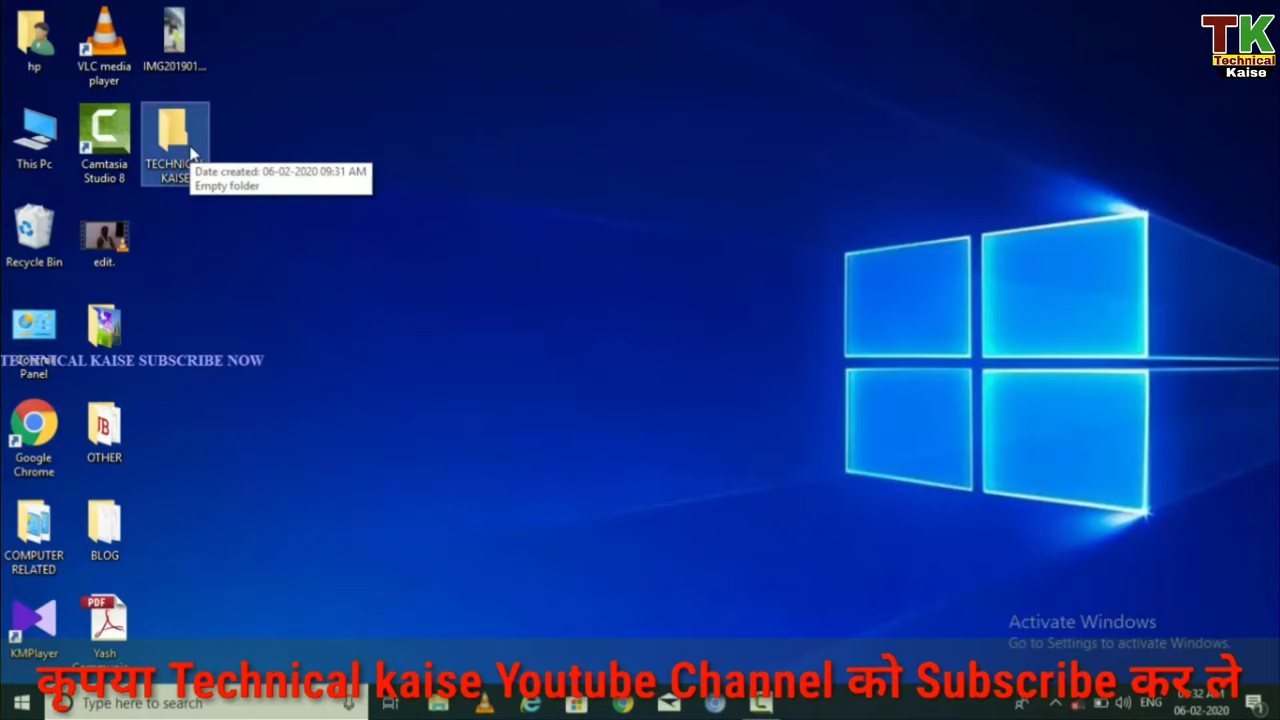 TK
Technical
Kaise
hp
VLC media
player
IMG201901...
This Pc
Camtasia
Studio 8
TECHNIC
KAISE
Date created: 06-02-2020 09:31 AM
Empty folder
Recycle Bin
edit.
TECHNICAL KAISE SUBSCRIBE NOW
Control
Panel
Google
Chrome
OTHER
COMPUTER
RELATED
BLOG
PDF
KMPlayer
Yash
Activate Windows
Go to Settings to activate Windows.
कृपया Technical kaise Youtube Channel को Subscribe कर ले
Type here to search
ENG
06-02-2020